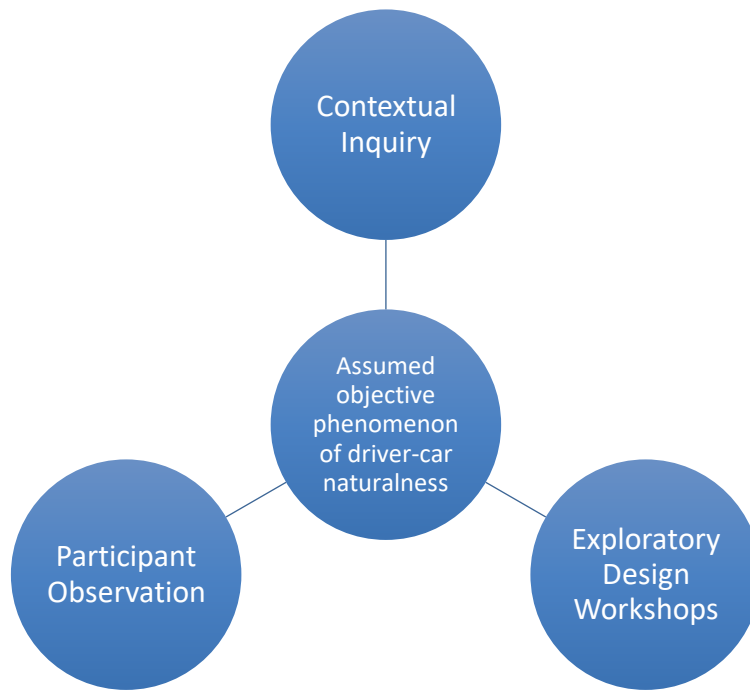 Contextual
Inquiry
Assumed
objective
phenomenon
of driver-car
naturalness
Participant
Observation
Exploratory
Design
Workshops